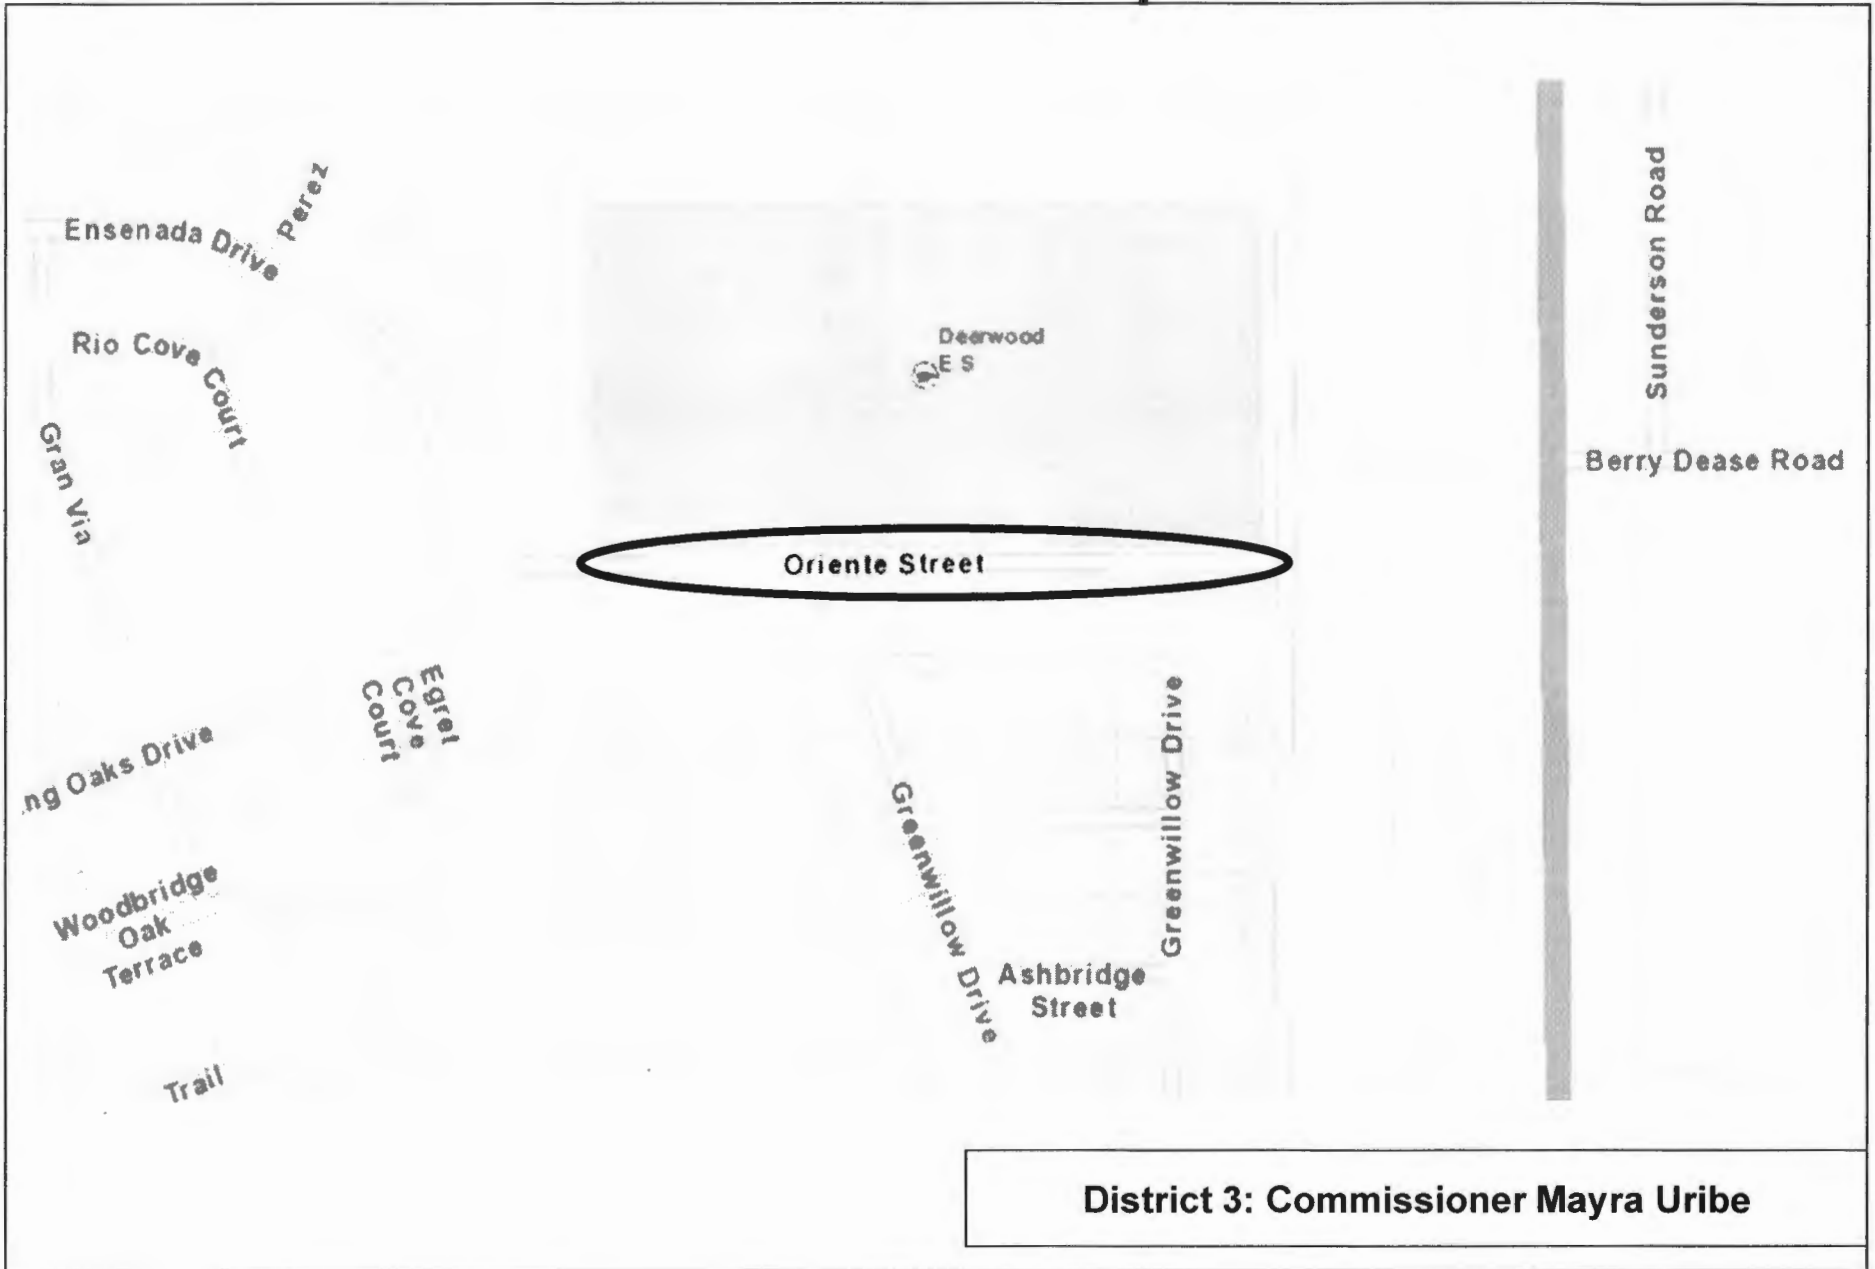 Perez
Ensenada Drive
Sunderson Road
Rio Cove Court
Deerwood
E S
Gran Via
Berry Dease Road
Oriente Street
Egret
Cove
Court
Greenwillow Drive
Oaks Drive
Greenwillow Drive
Woodbridge
Oak
Terrace
Ashbridge
Street
Trail
District 3: Commissioner Mayra Uribe